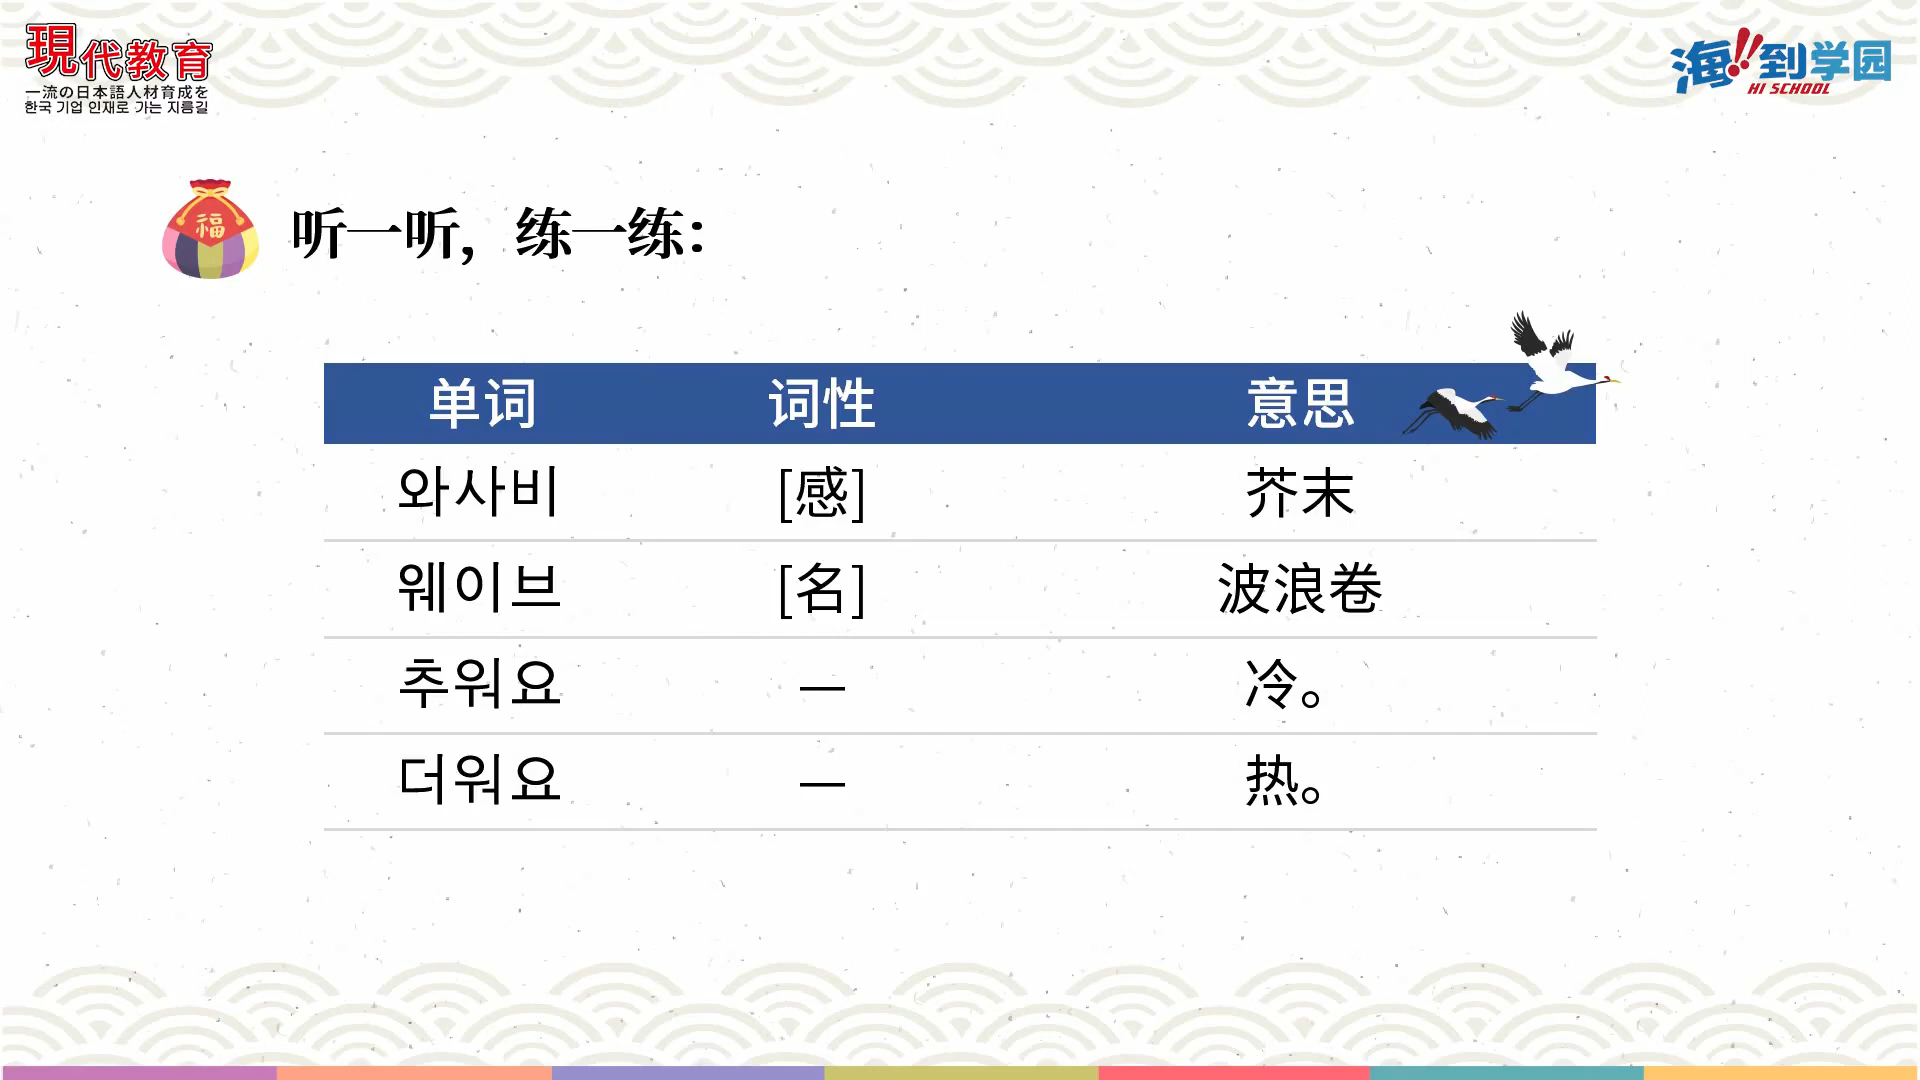 現代教育
一流の日本語人材育成を
한국 기업 인재로 가는 지름길
海!!到学园
HI SCHOOL
福
听一听，练一练：
单词 词性 意思
와사비 [感] 芥末
웨이브 [名] 波浪卷
추워요 — 冷。
더워요 — 热。